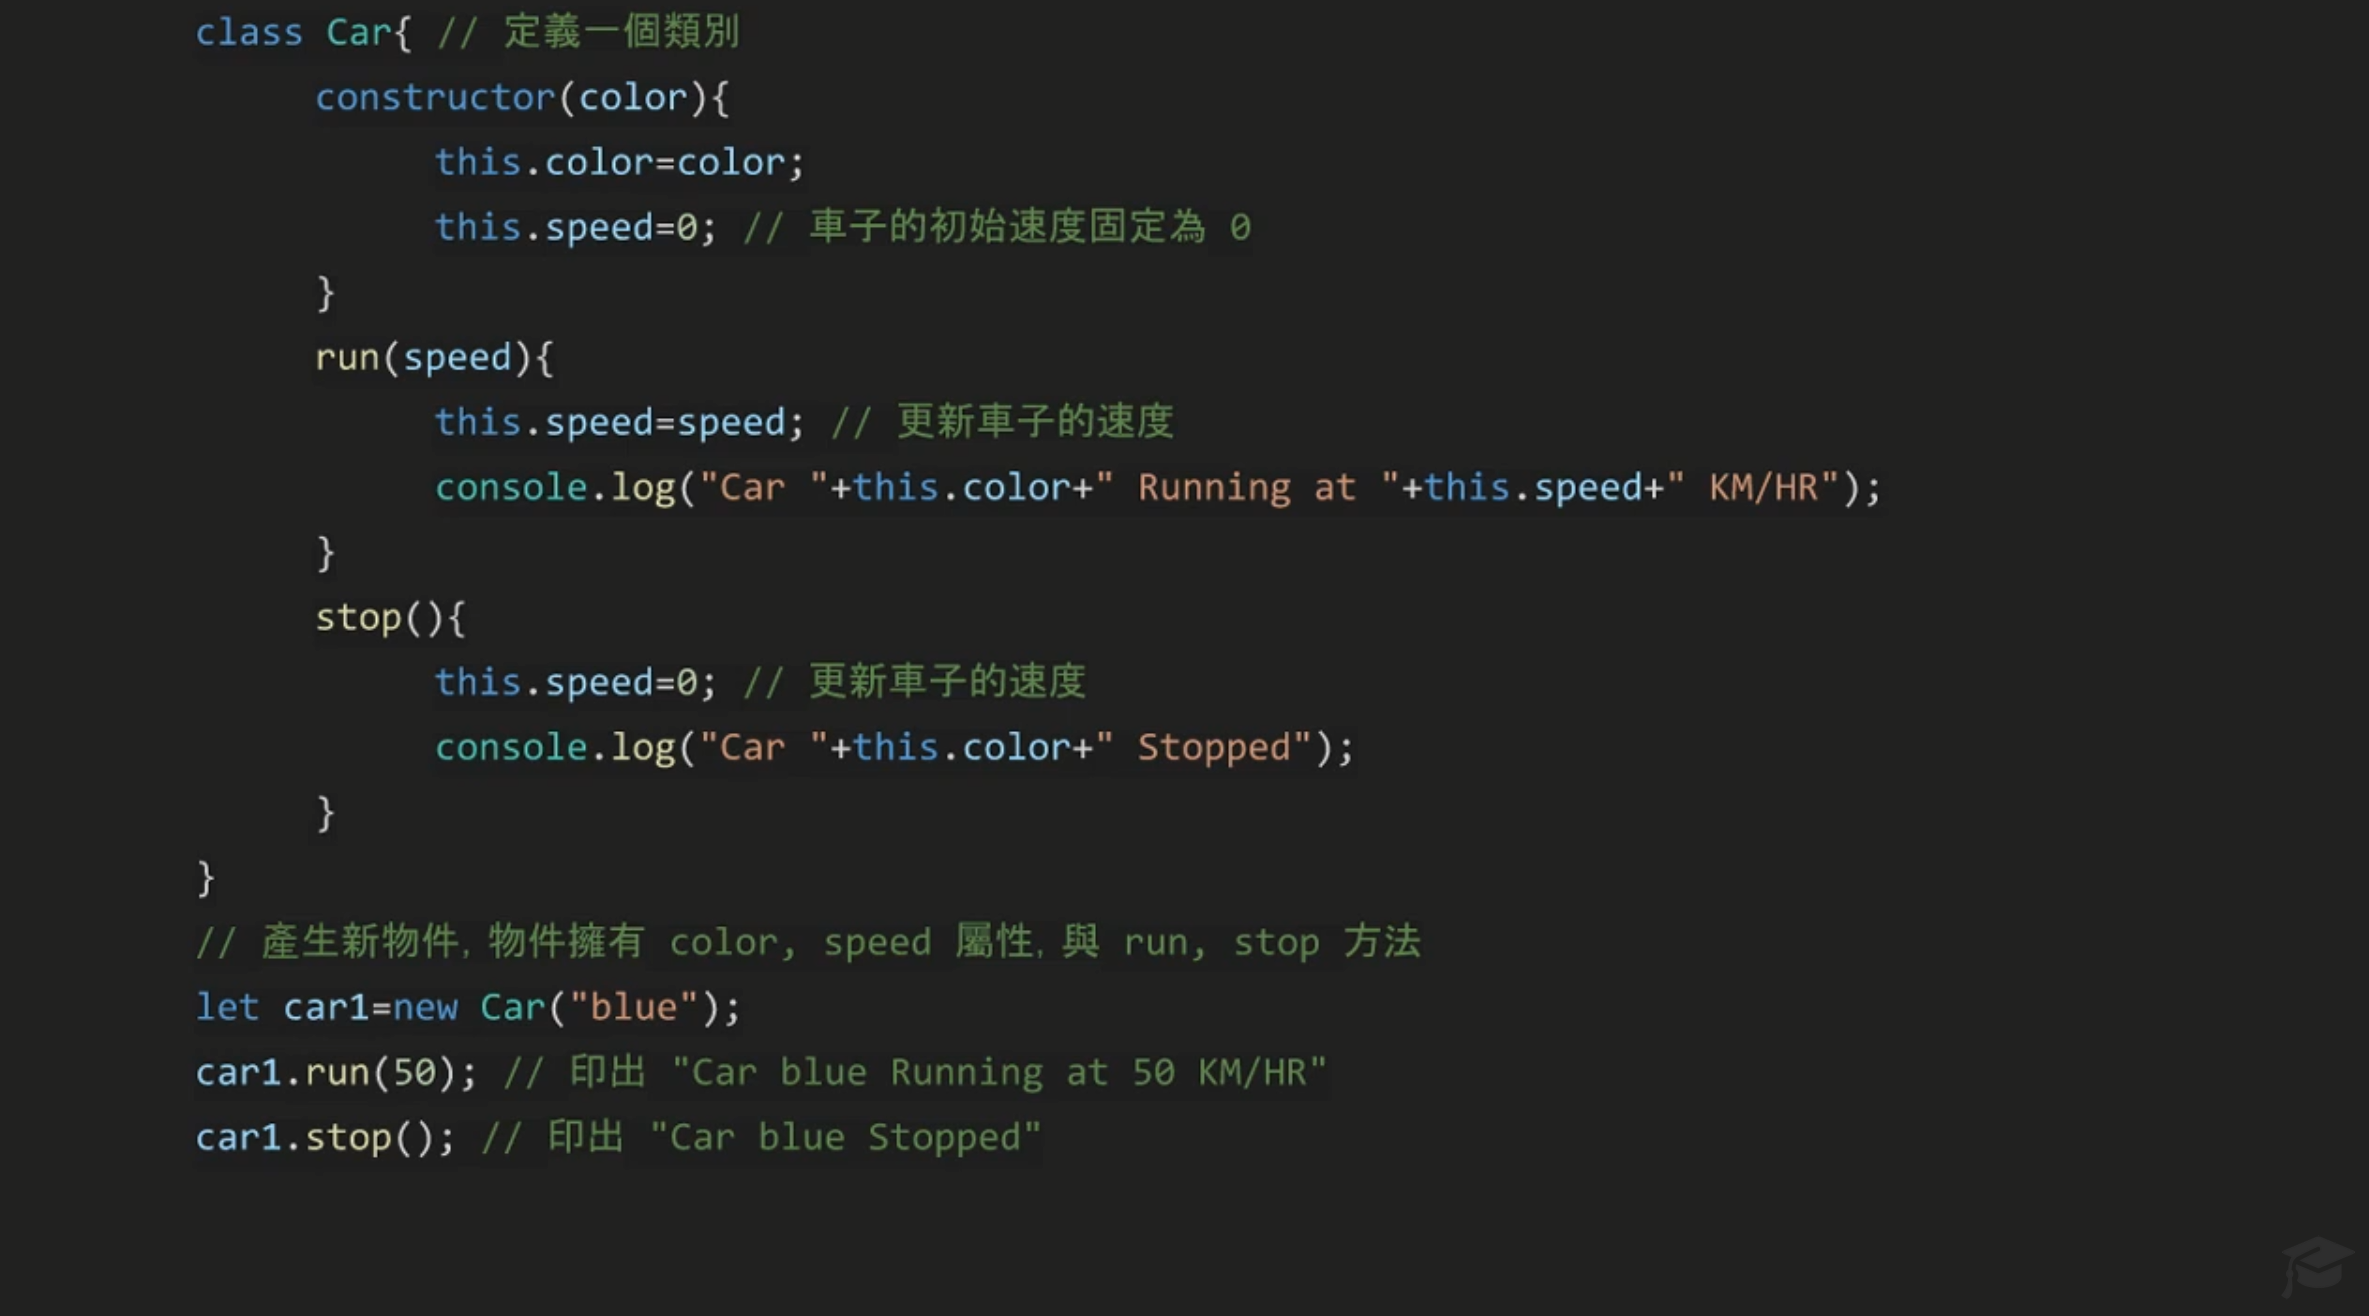 class Car{ // 定義一個類別
constructor(color){
this.color=color;
this.speed=0; // 車子的初始速度固定為 0
}
run(speed){
this.speed=speed; // 更新車子的速度
console.log("Car "+this.color+" Running at "+this.speed+" KM/HR");
}
stop(){
this.speed=0; // 更新車子的速度
console.log("Car "+this.color+" Stopped");
}
}
// 產生新物件, 物件擁有 color, speed 屬性, 與 run, stop 方法
let car1=new Car("blue");
car1.run(50); // 印出 "Car blue Running at 50 KM/HR"
car1.stop(); // 印出 "Car blue Stopped"